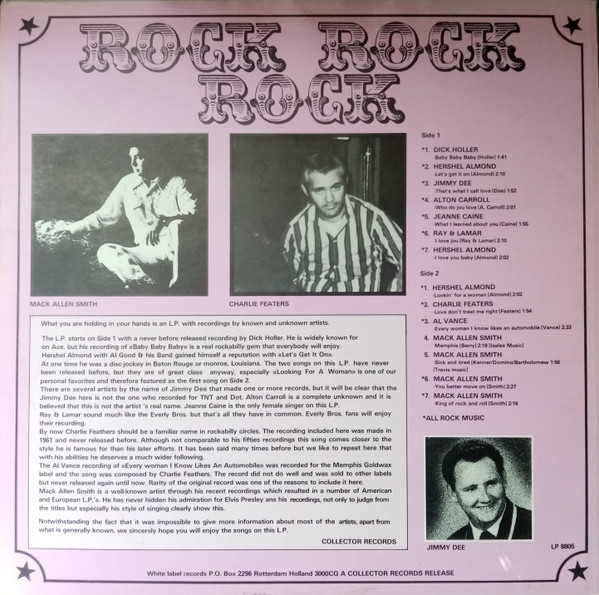 ROCK ROCK
ROCK
MACK ALLEN SMITH
CHARLIE FEATERS
What you are holding in your hands is an L.P. with recordings by known and unknown artists.
The L.P. starts on Side 1 with a never before released recording by Dick Holler. He is widely known for
on Ace, but his recording of «Baby Baby Baby» is a real rockabilly gem that everybody will enjoy.
Hershel Almond with Al Good & his Band gained himself a reputation with «Let's Get It On».
At one time he was a disc-jockey in Baton Rouge or monroe, Louisiana. The two songs on this L.P. have never
been released before, but they are of great class anyway, especially «Looking For A Woman» is one of our
personal favorites and therefore featured as the first song on Side 2.
There are several artists by the name of Jimmy Dee that made one or more records, but it will be clear that the
Jimmy Dee here is not the one who recorded for TNT and Dot. Alton Carroll is a complete unknown and it is
believed that this is not the artist 's real name. Jeanne Caine is the only female singer on this L.P.
Ray & Lamar sound much like the Everly Bros. but that's all they have in common. Everly Bros. fans will enjoy
their recording.
By now Charlie Feathers should be a familiar name in rockabilly circles. The recording included here was made in
1961 and never released before. Although not comparable to his fifties recordings this song comes closer to the
style he is famous for than his later efforts. It has been said many times before but we like to repeat here that
with his abilities he deserves a much wider following.
The Al Vance recording of «Every woman I Know Likes An Automobile» was recorded for the Memphis Goldwax
label and the song was composed by Charlie Feathers. The record did not do well and was sold to other labels
but never released again until now. Rarity of the original record was one of the reasons to include it here.
Mack Allen Smith is a well-known artist through his recent recordings which resulted in a number of American
and European L.P.'s. He has never hidden his admiration for Elvis Presley ans his recordings, not only to judge from
the titles but especially his style of singing clearly show this.
Notwithstanding the fact that it was impossible to give more information about most of the artists, apart from
what is generally known, we sincerely hope you will enjoy the songs on this L.P.
COLLECTOR RECORDS
Side 1
*1. DICK HOLLER
Baby Baby Baby (Holler) 1:41
*2. HERSHEL ALMOND
Let's get it on (Almond) 2:10
*3. JIMMY DEE
That's what I call love (Dee) 1:52
*4. ALTON CARROLL
Who do jou love (A. Carroll) 2:01
*5. JEANNE CAINE
What I learned about you (Caine) 1:55
*6. RAY & LAMAR
I love jou (Ray & Lamar) 2:10
*7. HERSHEL ALMOND
I love you baby (Almond) 2:02
Side 2
*1. HERSHEL ALMOND
Lookin' for a woman (Almond) 2:02
*2. CHARLIE FEATERS
Love don't treat me right (Featers) 1:54
*3. AL VANCE
Every woman I know likes an automobile (Vance) 2:33
4. MACK ALLEN SMITH
Memphis (Berry) 2:18 (Isalee Music)
5. MACK ALLEN SMITH
Sick and tired (Kenner/Domino/Bartholomew) 1:56
(Travis music)
*6. MACK ALLEN SMITH
You better move on (Smith) 2:27
*7. MACK ALLEN SMITH
King of rock and roll (Smith) 2:16
*ALL ROCK MUSIC
JIMMY DEE
LP 8805
White label records P.O. Box 2296 Rotterdam Holland 3000CG A COLLECTOR RECORDS RELEASE